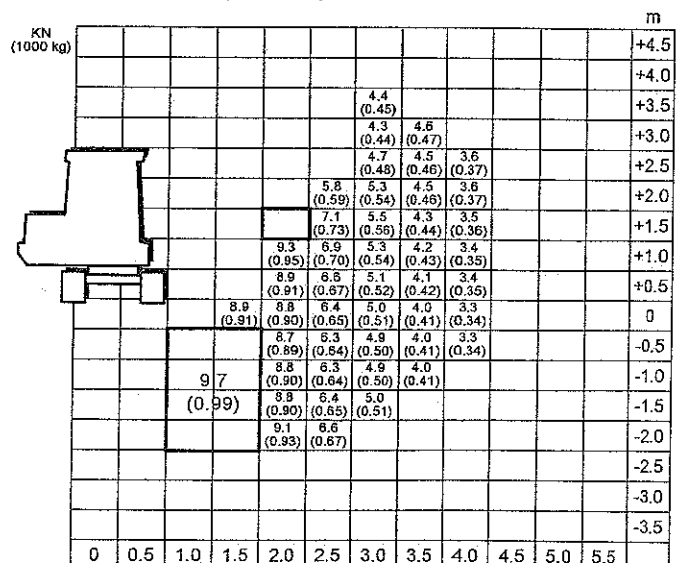 m
KN
(1000 kg)
+4.5
+4.0
4.4
(0.45)
+3.5
4.3 4.6
(0.44) (0.47)
+3.0
4.7 4.5 3.6
(0.48) (0.46) (0.37)
+2.5
5.8 5.3 4.5 3.6
(0.59) (0.54) (0.46) (0.37)
+2.0
7.1 5.5 4.3 3.5
(0.73) (0.56) (0.44) (0.36)
+1.5
9.3 6.9 5.3 4.2 3.4
(0.95) (0.70) (0.54) (0.43) (0.35)
+1.0
8.9 6.6 5.1 4.1 3.4
(0.91) (0.67) (0.52) (0.42) (0.35)
+0.5
8.9 8.8 6.4 5.0 4.0 3.3
(0.91) (0.90) (0.65) (0.51) (0.41) (0.34)
0
8.7 6.3 4.9 4.0 3.3
(0.89) (0.64) (0.50) (0.41) (0.34)
-0.5
8.8 6.3 4.9 4.0
(0.90) (0.64) (0.50) (0.41)
-1.0
9.7
(0.99)
8.8 6.4 5.0
(0.90) (0.65) (0.51)
-1.5
9.1 6.6
(0.93) (0.67)
-2.0
-2.5
-3.0
-3.5
0 0.5 1.0 1.5 2.0 2.5 3.0 3.5 4.0 4.5 5.0 5.5